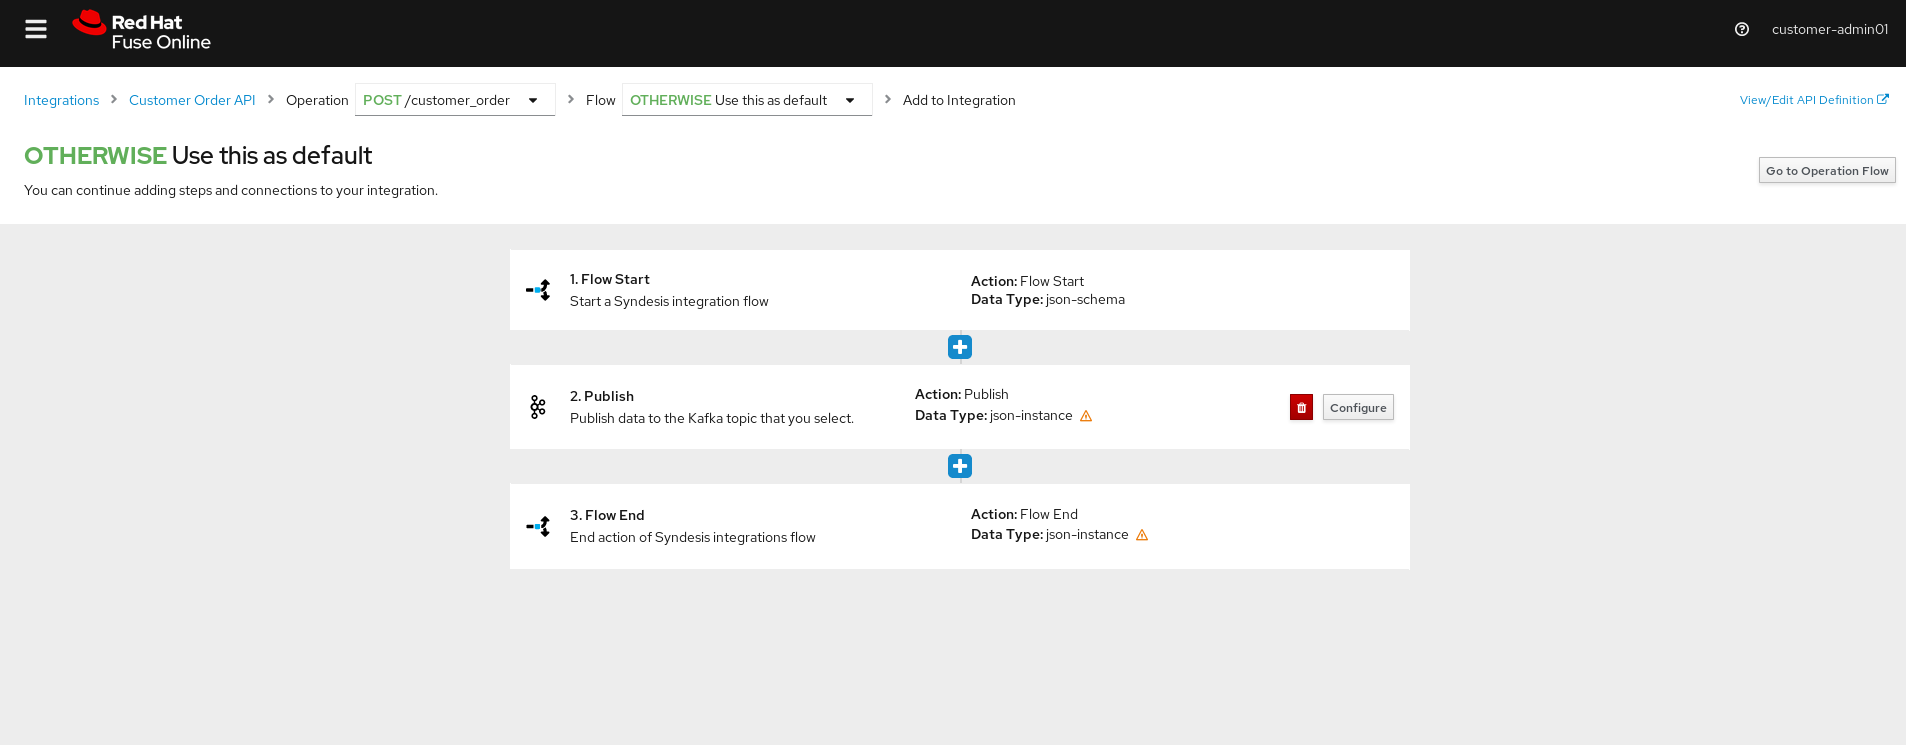 Red Hat
Fuse Online
customer-admin01
Integrations > Customer Order API > Operation POST /customer_order > Flow OTHERWISE Use this as default > Add to Integration
View/Edit API Definition
OTHERWISE Use this as default
You can continue adding steps and connections to your integration.
Go to Operation Flow
1. Flow Start
Start a Syndesis integration flow
Action: Flow Start
Data Type: json-schema
2. Publish
Publish data to the Kafka topic that you select.
Action: Publish
Data Type: json-instance
Configure
3. Flow End
End action of Syndesis integrations flow
Action: Flow End
Data Type: json-instance